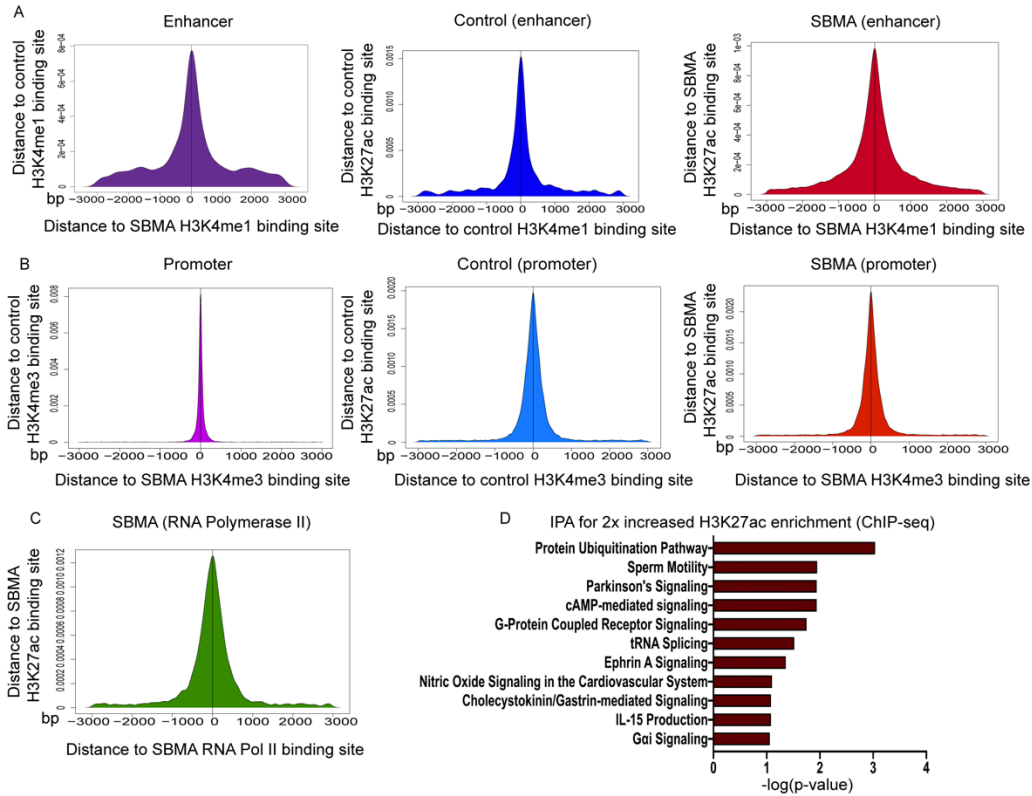 A
Enhancer
Distance to control
H3K4me1 binding site
8e-04
6e-04
4e-04
2e-04
0
bp
−3000 −2000 −1000 0 1000 2000 3000
Distance to SBMA H3K4me1 binding site
Control (enhancer)
Distance to control
H3K27ac binding site
0.0015
0.0010
0.0005
0.000
bp
−3000 −2000 −1000 0 1000 2000 3000
Distance to control H3K4me1 binding site
SBMA (enhancer)
Distance to SBMA
H3K27ac binding site
1e-03
8e-04
6e-04
4e-04
2e-04
0
bp
−3000 −2000 −1000 0 1000 2000 3000
Distance to SBMA H3K4me1 binding site
B
Promoter
Distance to control
H3K4me3 binding site
0.008
0.006
0.004
0.002
0
bp
−3000 −2000 −1000 0 1000 2000 3000
Distance to SBMA H3K4me3 binding site
Control (promoter)
Distance to control
H3K27ac binding site
0.0020
0.0015
0.0010
0.0005
0
bp
−3000 −2000 −1000 0 1000 2000 3000
Distance to control H3K4me3 binding site
SBMA (promoter)
Distance to SBMA
H3K27ac binding site
0.0020
0.0015
0.0010
0.0005
0
bp
−3000 −2000 −1000 0 1000 2000 3000
Distance to SBMA H3K4me3 binding site
C
SBMA (RNA Polymerase II)
Distance to SBMA
H3K27ac binding site
0.0012
0.0010
0.0008
0.0006
0.0004
0.0002
0
bp
−3000 −2000 −1000 0 1000 2000 3000
Distance to SBMA RNA Pol II binding site
D
IPA for 2x increased H3K27ac enrichment (ChIP-seq)
Protein Ubiquitination Pathway
Sperm Motility
Parkinson's Signaling
cAMP-mediated signaling
G-Protein Coupled Receptor Signaling
tRNA Splicing
Ephrin A Signaling
Nitric Oxide Signaling in the Cardiovascular System
Cholecystokinin/Gastrin-mediated Signaling
IL-15 Production
Gαi Signaling
0 1 2 3 4
-log(p-value)